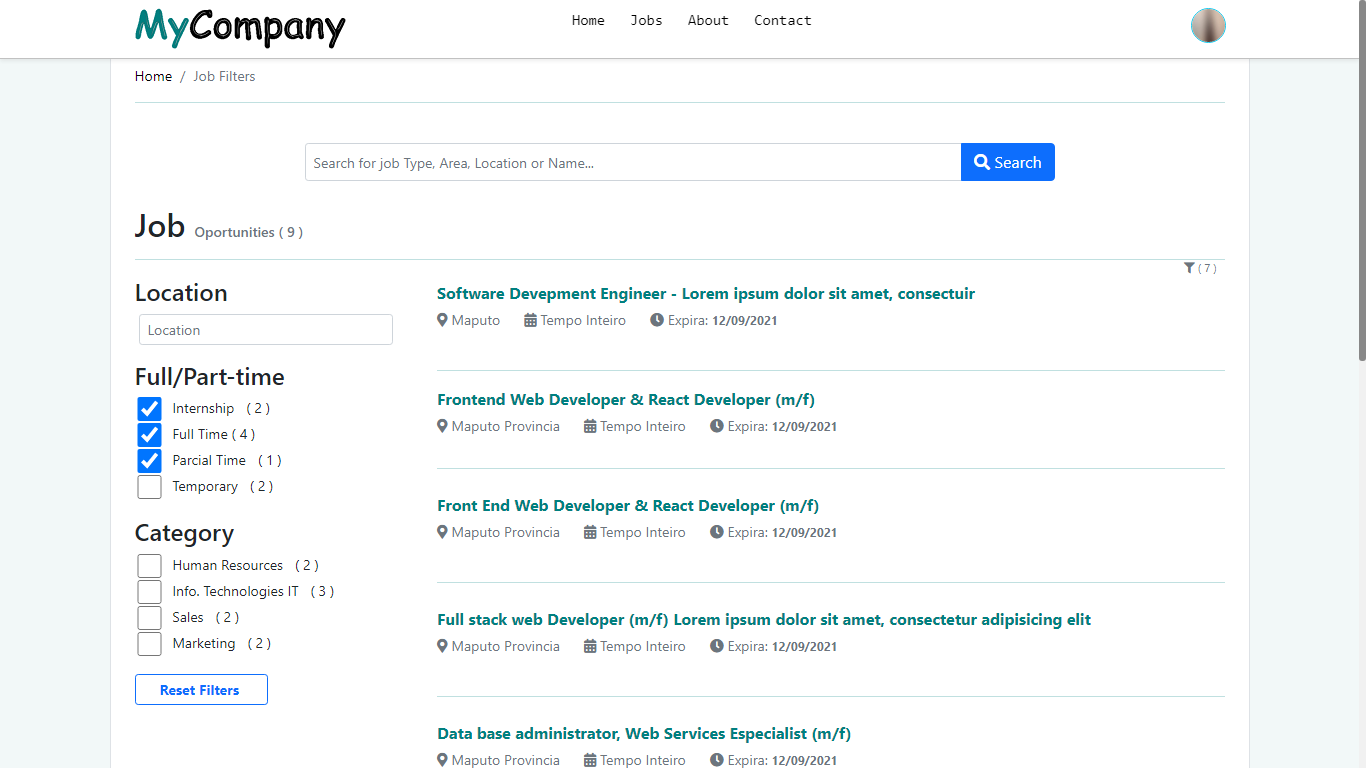 MyCompany
Home Jobs About Contact
Home / Job Filters
Search for job Type, Area, Location or Name...
Search
Job Oportunities ( 9 )
( 7 )
Location
Location
Full/Part-time
Internship ( 2 )
Full Time ( 4 )
Parcial Time ( 1 )
Temporary ( 2 )
Category
Human Resources ( 2 )
Info. Technologies IT ( 3 )
Sales ( 2 )
Marketing ( 2 )
Reset Filters
Software Devepment Engineer - Lorem ipsum dolor sit amet, consectuir
Maputo Tempo Inteiro Expira: 12/09/2021
Frontend Web Developer & React Developer (m/f)
Maputo Provincia Tempo Inteiro Expira: 12/09/2021
Front End Web Developer & React Developer (m/f)
Maputo Provincia Tempo Inteiro Expira: 12/09/2021
Full stack web Developer (m/f) Lorem ipsum dolor sit amet, consectetur adipisicing elit
Maputo Provincia Tempo Inteiro Expira: 12/09/2021
Data base administrator, Web Services Especialist (m/f)
Maputo Provincia Tempo Inteiro Expira: 12/09/2021